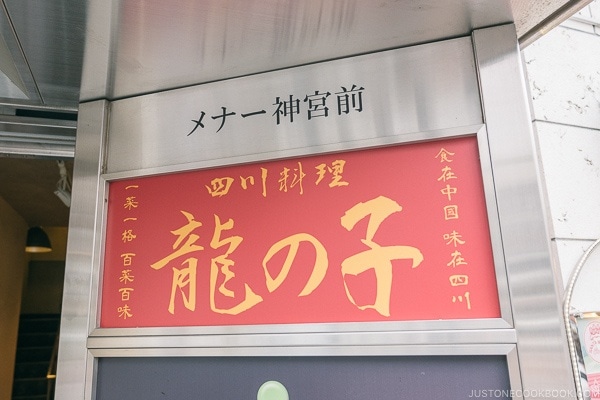 メナー神宮前
四川料理
龍の子
食在中國 味在四川
一菜一格 百菜百味
JUSTONECOOKBOOK.COM